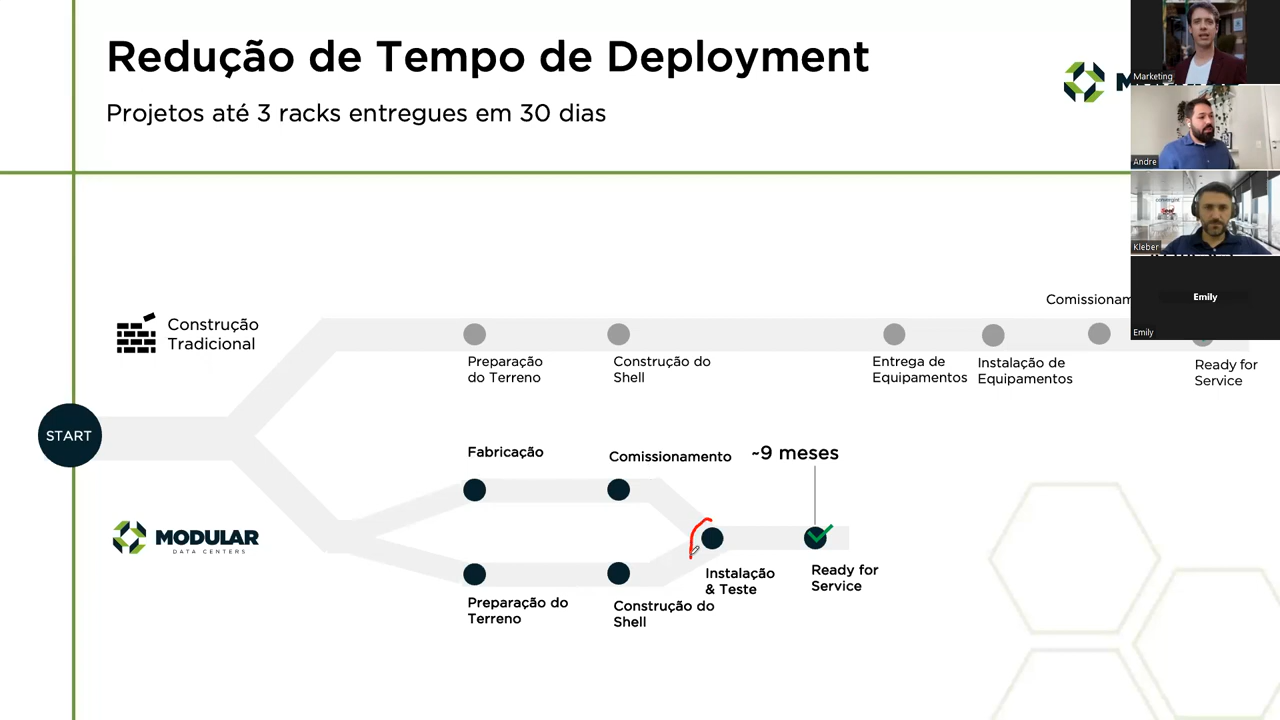 Redução de Tempo de Deployment
Projetos até 3 racks entregues em 30 dias
Marketing
Andre
Kleber
Emily
Emily
Construção
Tradicional
Preparação
do Terreno
Construção do
Shell
Entrega de
Equipamentos
Instalação de
Equipamentos
Ready for
Service
START
Fabricação
Comissionamento
~9 meses
MODULAR
DATA CENTERS
Instalação
& Teste
Ready for
Service
Preparação do
Terreno
Construção do
Shell